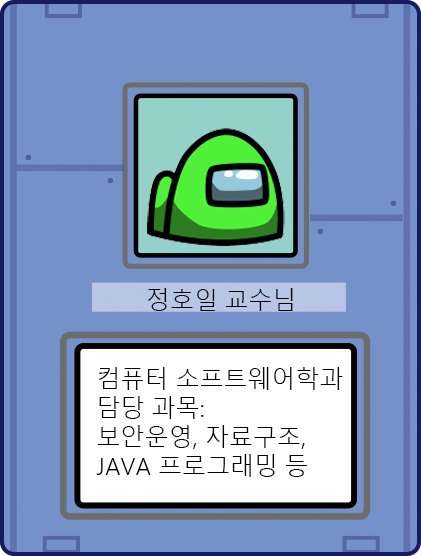 정호일 교수님
컴퓨터 소프트웨어학과
담당 과목:
보안운영, 자료구조,
JAVA 프로그래밍 등